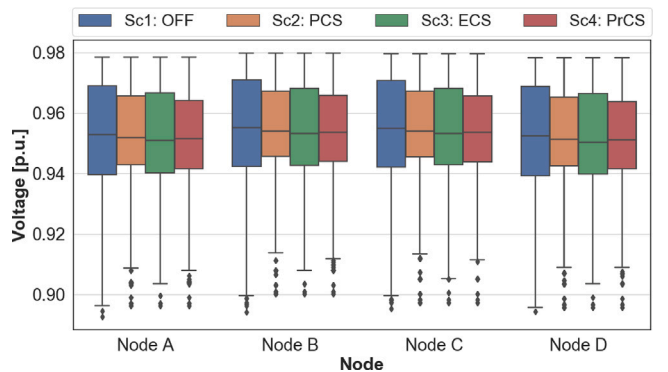 Sc1: OFF Sc2: PCS Sc3: ECS Sc4: PrCS
0.98
0.96
0.94
0.92
0.90
Voltage [p.u.]
Node A Node B Node C Node D
Node